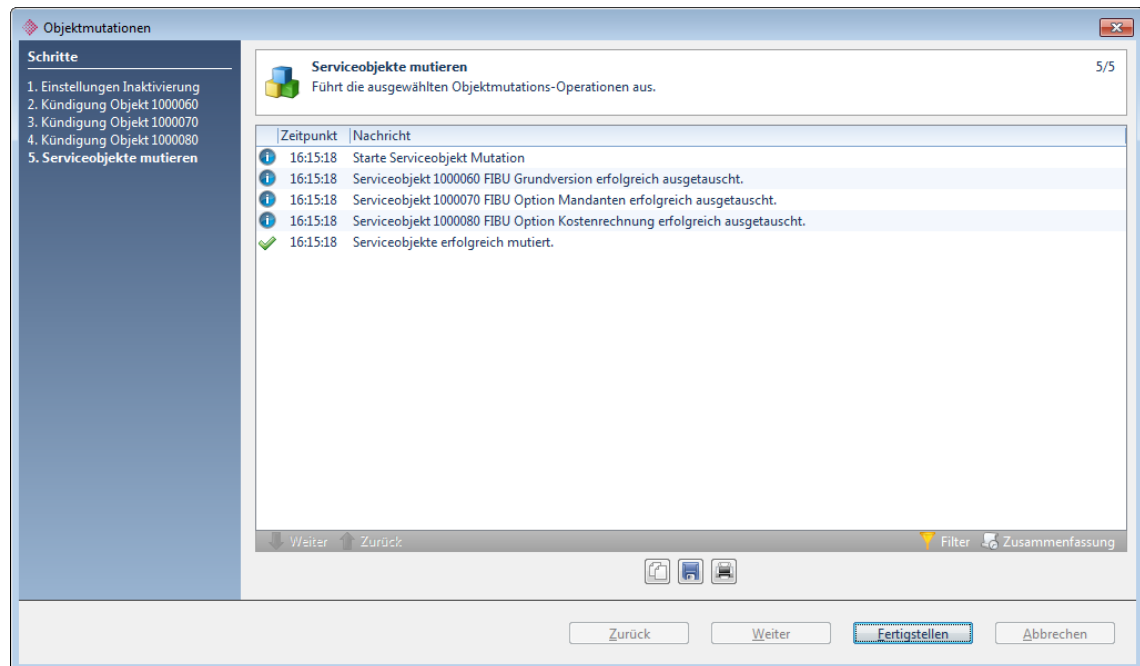 Objektmutationen
Schritte
1. Einstellungen Inaktivierung
2. Kündigung Objekt 1000060
3. Kündigung Objekt 1000070
4. Kündigung Objekt 1000080
5. Serviceobjekte mutieren
Serviceobjekte mutieren 5/5
Führt die ausgewählten Objektmutations-Operationen aus.
Zeitpunkt Nachricht
16:15:18 Starte Serviceobjekt Mutation
16:15:18 Serviceobjekt 1000060 FIBU Grundversion erfolgreich ausgetauscht.
16:15:18 Serviceobjekt 1000070 FIBU Option Mandanten erfolgreich ausgetauscht.
16:15:18 Serviceobjekt 1000080 FIBU Option Kostenrechnung erfolgreich ausgetauscht.
16:15:18 Serviceobjekte erfolgreich mutiert.
Weiter Zurück Filter Zusammenfassung
Zurück Weiter Fertigstellen Abbrechen